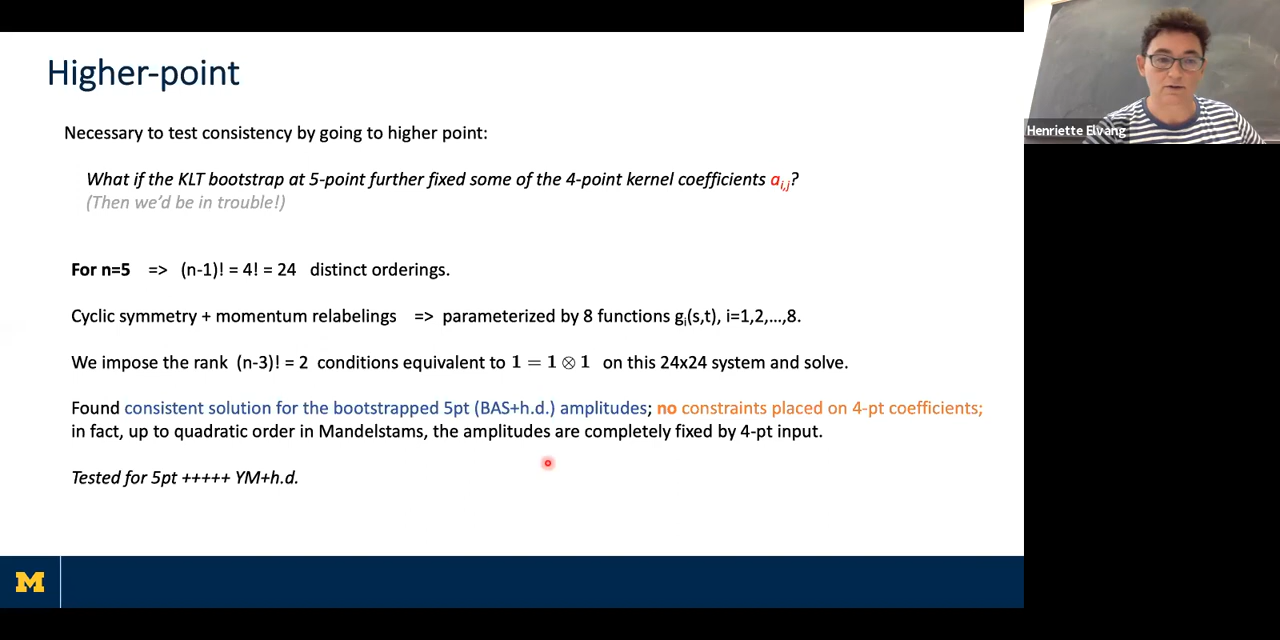 Higher-point
Henriette Elvang
Necessary to test consistency by going to higher point:
What if the KLT bootstrap at 5-point further fixed some of the 4-point kernel coefficients a_{i,j}?
(Then we'd be in trouble!)
For n=5 => (n-1)! = 4! = 24 distinct orderings.
Cyclic symmetry + momentum relabelings => parameterized by 8 functions g_i(s,t), i=1,2,...,8.
We impose the rank (n-3)! = 2 conditions equivalent to 1 = 1 ⊗ 1 on this 24x24 system and solve.
Found consistent solution for the bootstrapped 5pt (BAS+h.d.) amplitudes; no constraints placed on 4-pt coefficients;
in fact, up to quadratic order in Mandelstams, the amplitudes are completely fixed by 4-pt input.
Tested for 5pt +++++ YM+h.d.
M